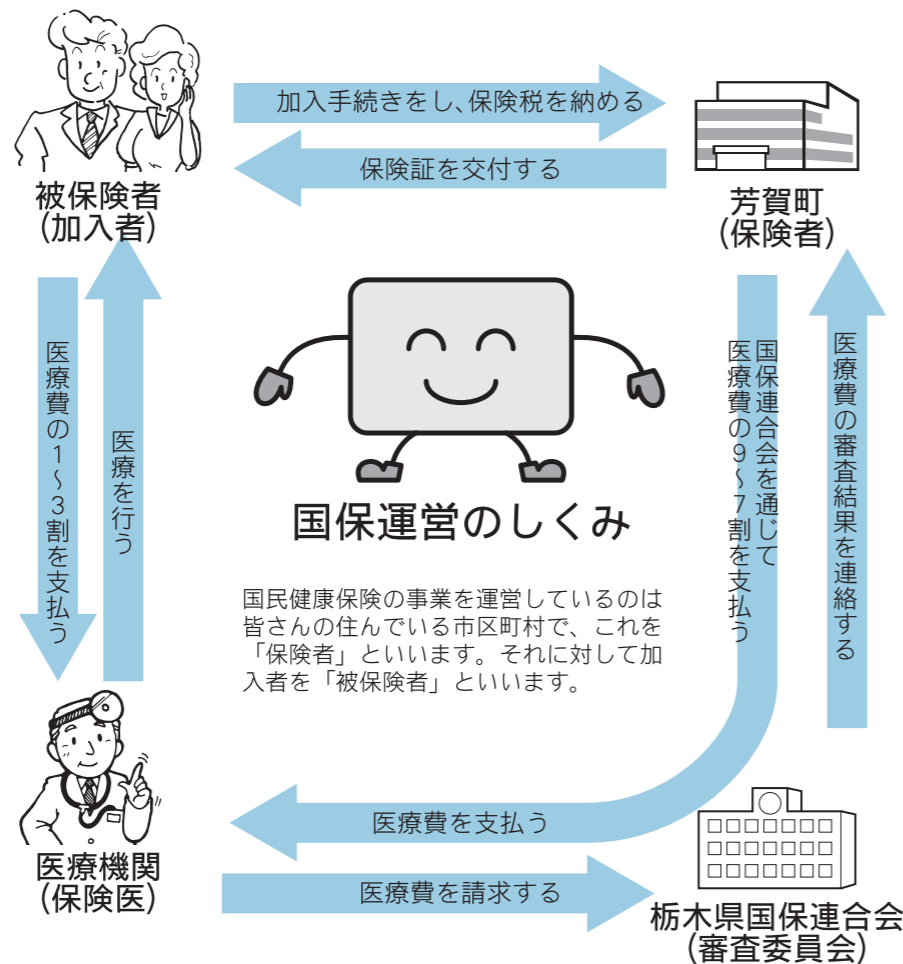 加入手続きをし、保険税を納める
保険証を交付する
被保険者
(加入者)
芳賀町
(保険者)
医療費の1～3割を支払う
医療を行う
国保連合会を通じて
医療費の9～7割を支払う
医療費の審査結果を連絡する
国保運営のしくみ
国民健康保険の事業を運営しているのは
皆さんの住んでいる市区町村で、これを
「保険者」といいます。それに対して加
入者を「被保険者」といいます。
医療費を支払う
医療機関
(保険医)
医療費を請求する
栃木県国保連合会
(審査委員会)